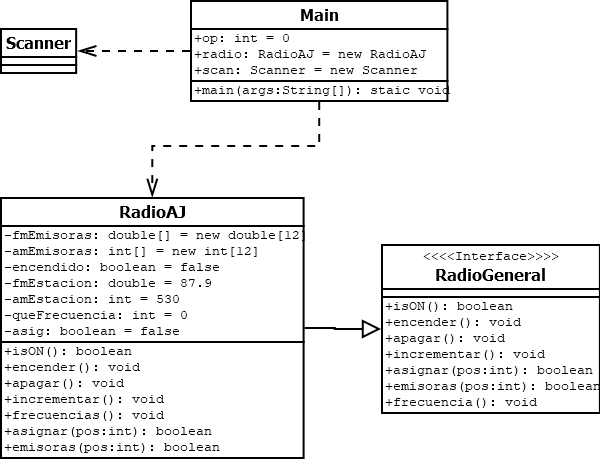 Main
+op: int = 0
+radio: RadioAJ = new RadioAJ
+scan: Scanner = new Scanner
+main(args:String[]): staic void
Scanner
RadioAJ
-fmEmisoras: double[] = new double[12]
-amEmisoras: int[] = new int[12]
-encendido: boolean = false
-fmEstacion: double = 87.9
-amEstacion: int = 530
-queFrecuencia: int = 0
-asig: boolean = false
+isON(): boolean
+encender(): void
+apagar(): void
+incrementar(): void
+frecuencias(): void
+asignar(pos:int): boolean
+emisoras(pos:int): boolean
<<<<Interface>>>>
RadioGeneral
+isON(): boolean
+encender(): void
+apagar(): void
+incrementar(): void
+asignar(pos:int): boolean
+emisoras(pos:int): boolean
+frecuencia(): void